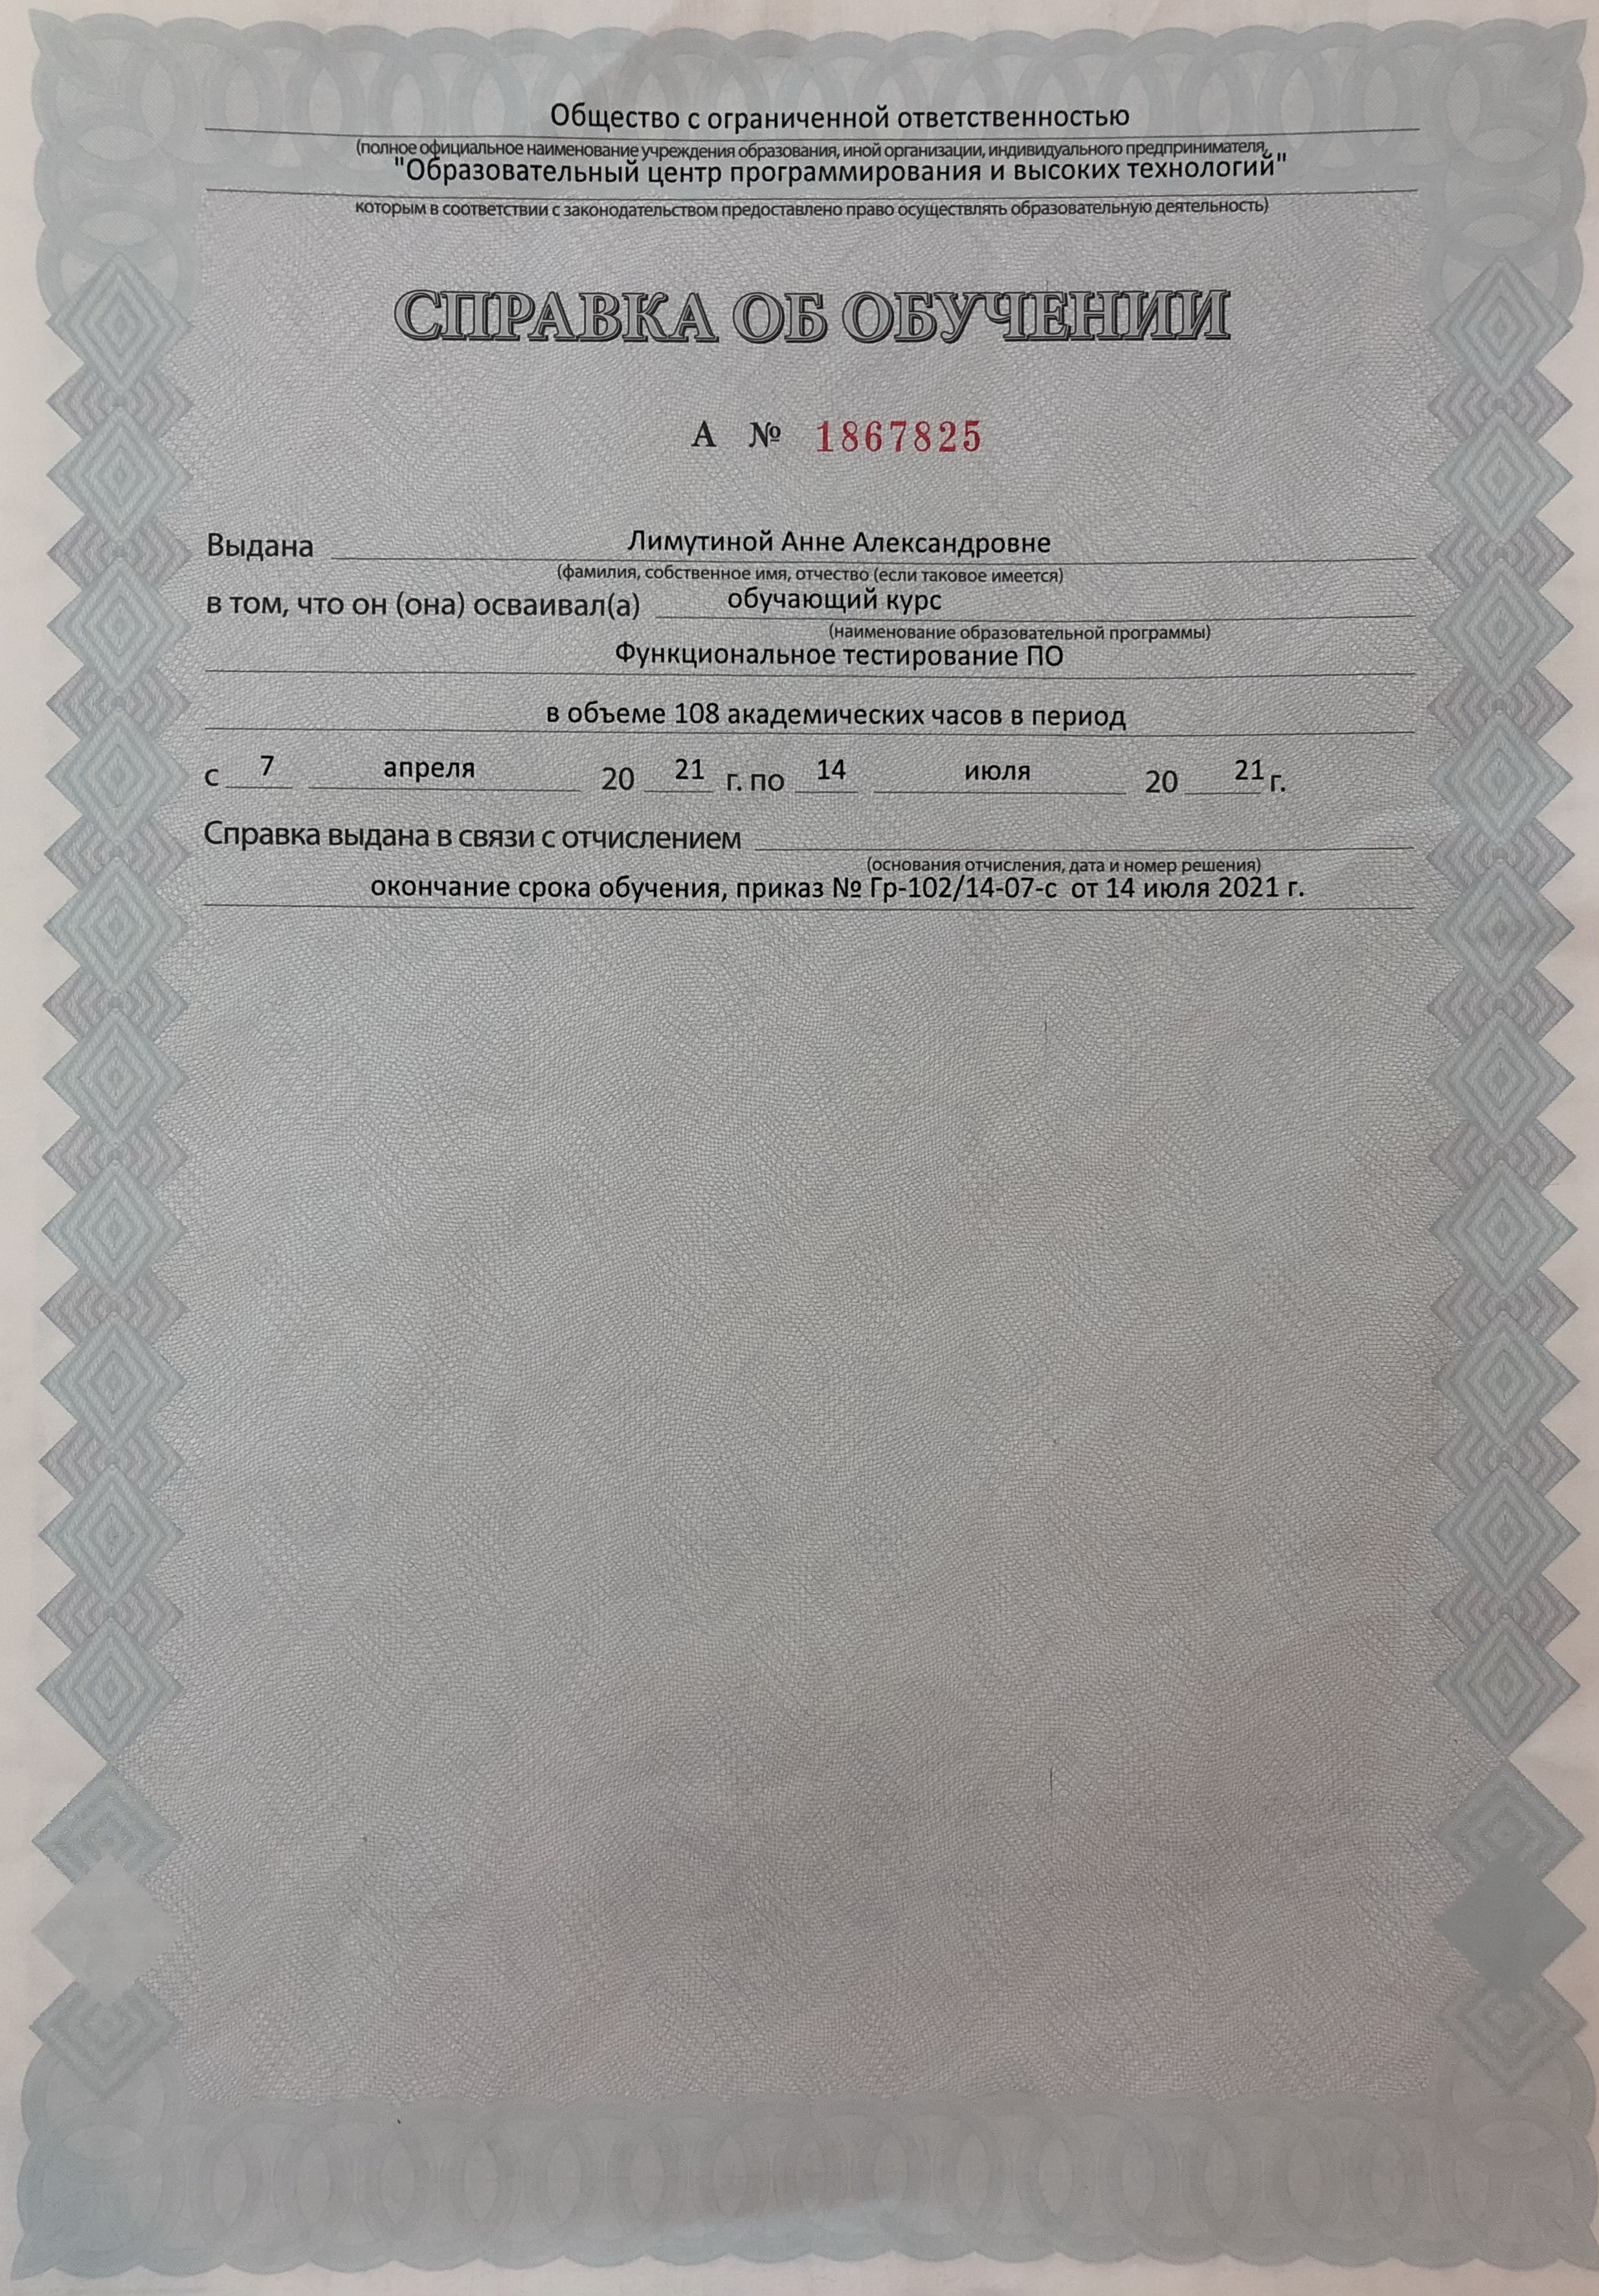 Общество с ограниченной ответственностью
(полное официальное наименование учреждения образования, иной организации, индивидуального предпринимателя,
"Образовательный центр программирования и высоких технологий"
которым в соответствии с законодательством предоставлено право осуществлять образовательную деятельность)
СПРАВКА ОБ ОБУЧЕНИИ
А № 1867825
Выдана Лимутиной Анне Александровне
(фамилия, собственное имя, отчество (если таковое имеется)
в том, что он (она) осваивал(а) обучающий курс
(наименование образовательной программы)
Функциональное тестирование ПО
в объеме 108 академических часов в период
с 7 апреля 20 21 г. по 14 июля 20 21 г.
Справка выдана в связи с отчислением
(основания отчисления, дата и номер решения)
окончание срока обучения, приказ № Гр-102/14-07-с от 14 июля 2021 г.